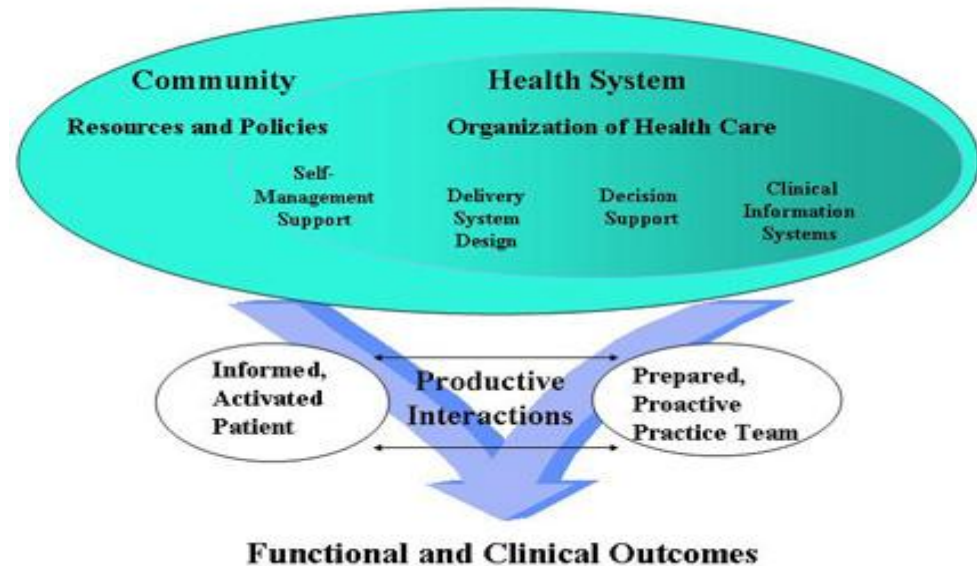 Community
Health System
Resources and Policies
Organization of Health Care
Self-
Management
Support
Delivery
System
Design
Decision
Support
Clinical
Information
Systems
Informed,
Activated
Patient
Productive
Interactions
Prepared,
Proactive
Practice Team
Functional and Clinical Outcomes